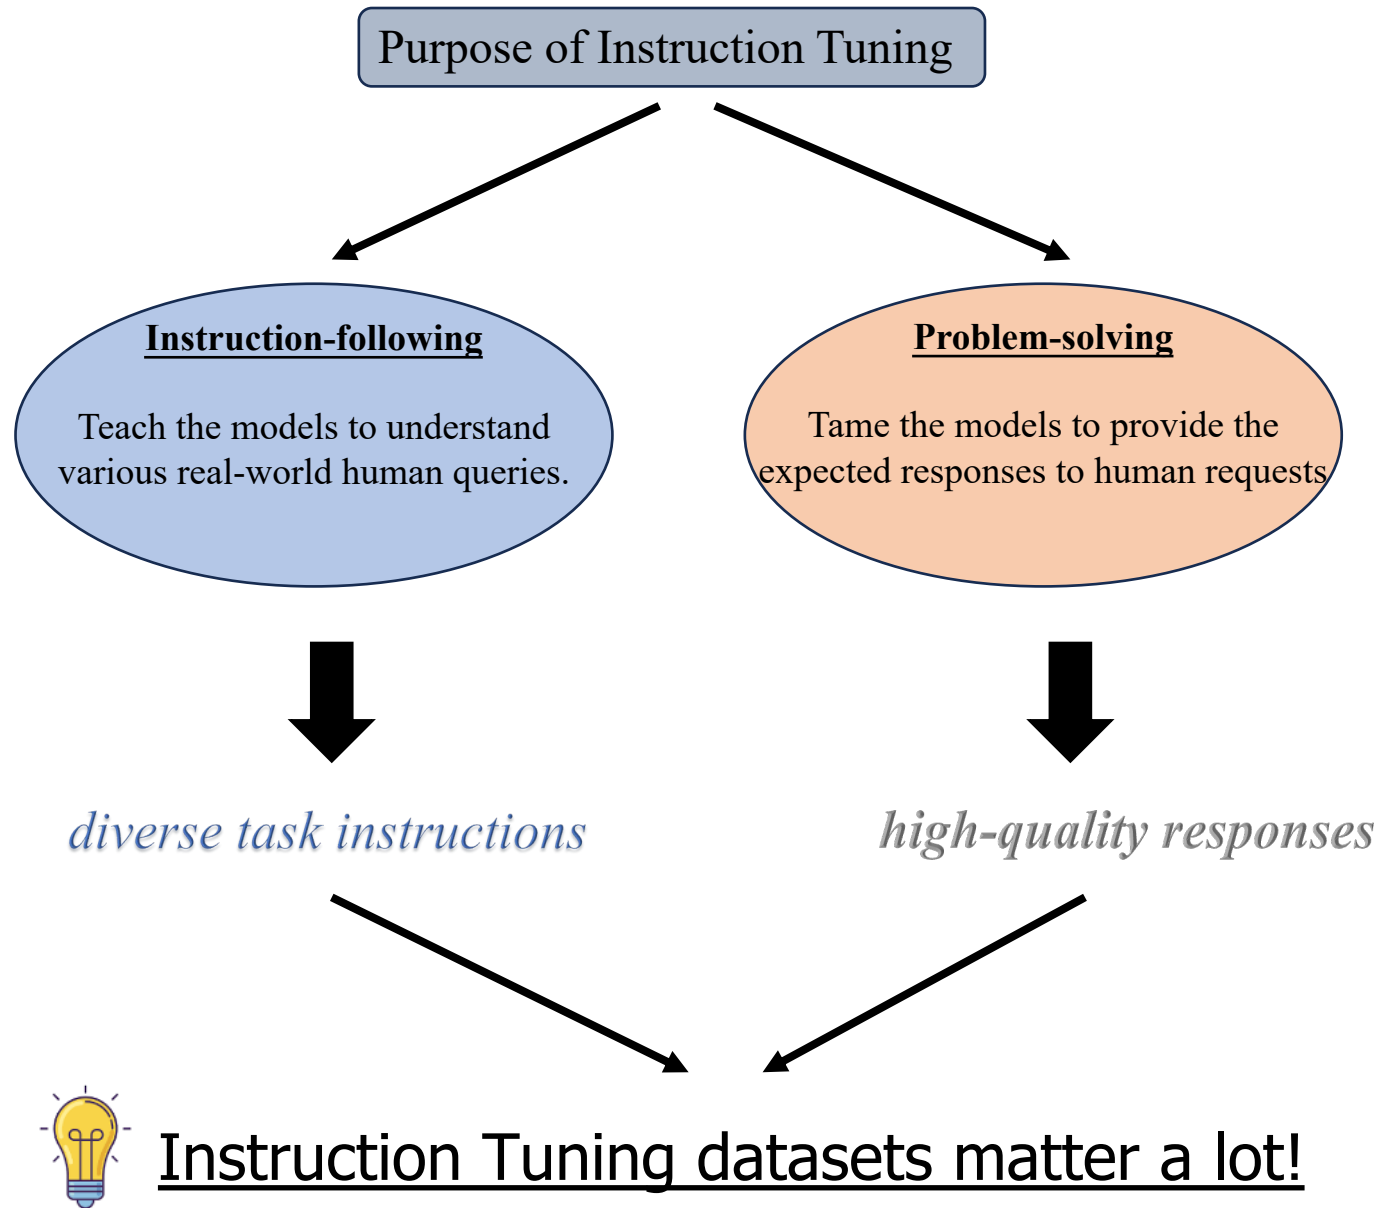 Purpose of Instruction Tuning
Instruction-following
Teach the models to understand
various real-world human queries.
Problem-solving
Tame the models to provide the
expected responses to human requests
diverse task instructions
high-quality responses
Instruction Tuning datasets matter a lot!